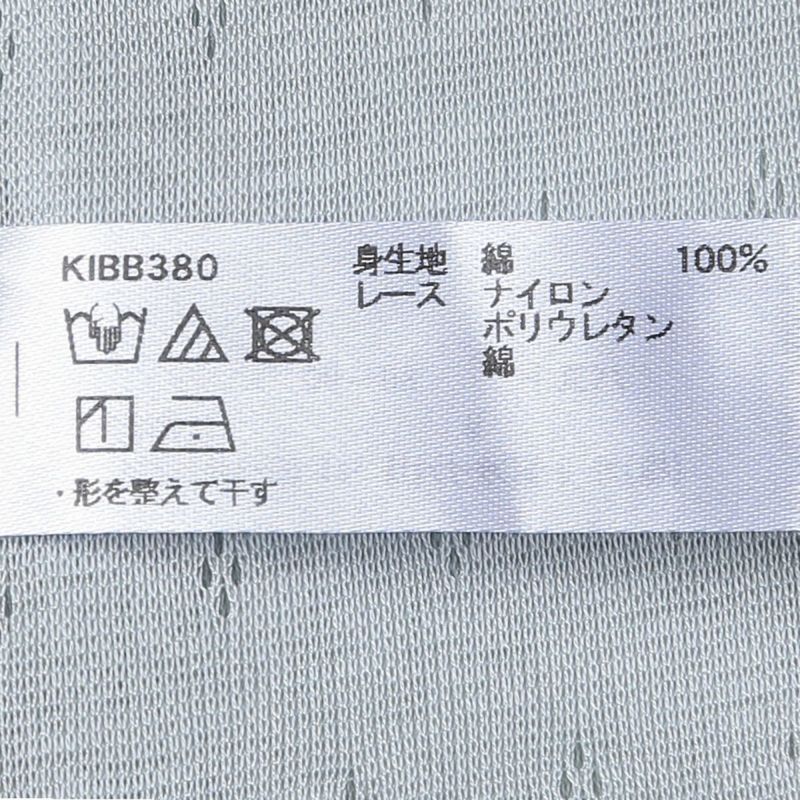 KIBB380
身生地 綿 100%
レース ナイロン
ポリウレタン
綿
・形を整えて干す